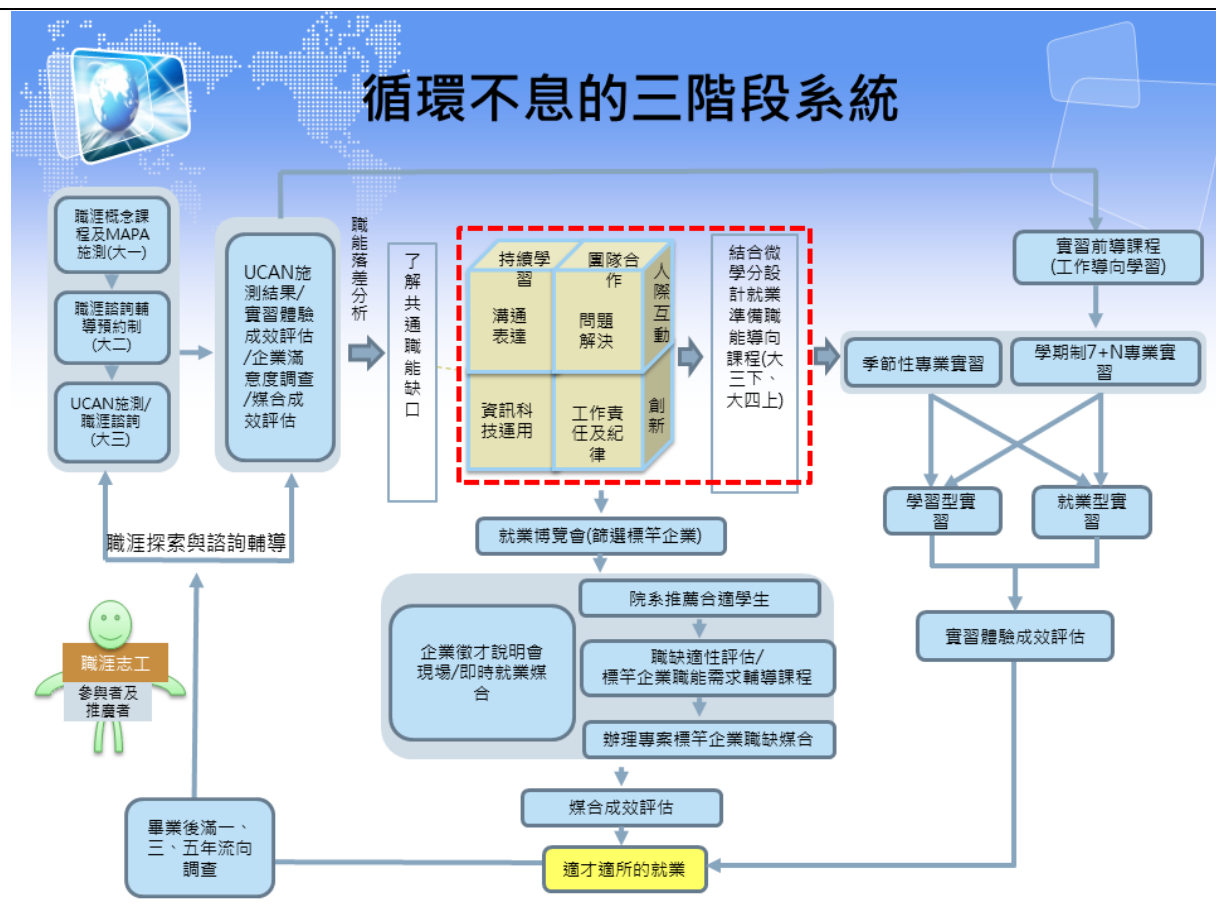 循環不息的三階段系統
職涯概念課
程及MAPA
施測(大一)
職涯諮詢輔
導預約制
(大二)
UCAN施測/
職涯諮詢
(大三)
UCAN施
測結果/
實習體驗
成效評估
/企業滿
意度調查
/媒合成
效評估
職涯探索與諮詢輔導
職能落差分析
了解共通職能缺口
持續學
習
團隊合
作
溝通
表達
問題
解決
人際互動
資訊科
技運用
工作責
任及紀
律
創新
結合微
學分設
計就業
準備職
能導向
課程(大
三下、
大四上)
實習前導課程
(工作導向學習)
季節性專業實習
學期制7+N專業實
習
學習型實
習
就業型實
習
實習體驗成效評估
就業博覽會(篩選標竿企業)
企業徵才說明會
現場/即時就業媒
合
院系推薦合適學生
職缺適性評估/
標竿企業職能需求輔導課程
辦理專案標竿企業職缺媒合
媒合成效評估
適才適所的就業
職涯志工
參與者及
推廣者
畢業後滿一、
三、五年流向
調查